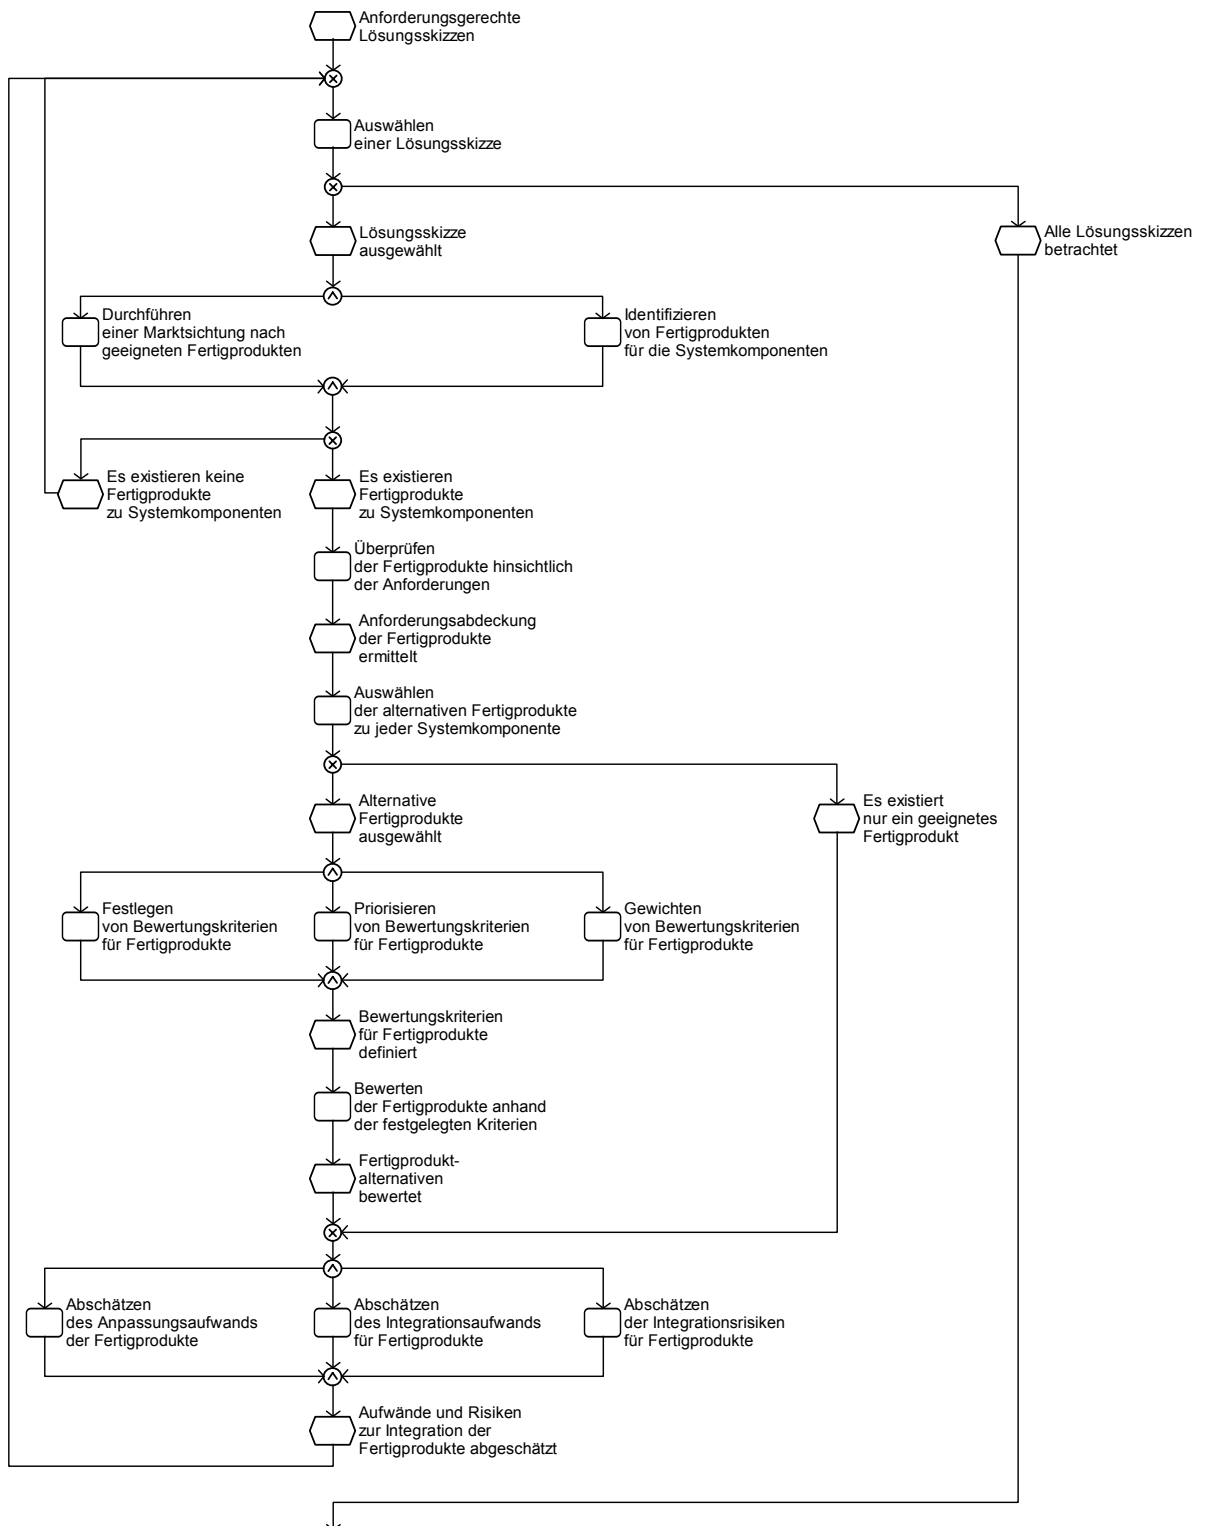 Anforderungsgerechte
Lösungsskizzen
Auswählen
einer Lösungsskizze
Lösungsskizze
ausgewählt
Alle Lösungsskizzen
betrachtet
Durchführen
einer Marktsichtung nach
geeigneten Fertigprodukten
Identifizieren
von Fertigprodukten
für die Systemkomponenten
Es existieren keine
Fertigprodukte
zu Systemkomponenten
Es existieren
Fertigprodukte
zu Systemkomponenten
Überprüfen
der Fertigprodukte hinsichtlich
der Anforderungen
Anforderungsabdeckung
der Fertigprodukte
ermittelt
Auswählen
der alternativen Fertigprodukte
zu jeder Systemkomponente
Alternative
Fertigprodukte
ausgewählt
Es existiert
nur ein geeignetes
Fertigprodukt
Festlegen
von Bewertungskriterien
für Fertigprodukte
Priorisieren
von Bewertungskriterien
für Fertigprodukte
Gewichten
von Bewertungskriterien
für Fertigprodukte
Bewertungskriterien
für Fertigprodukte
definiert
Bewerten
der Fertigprodukte anhand
der festgelegten Kriterien
Fertigprodukt-
alternativen
bewertet
Abschätzen
des Anpassungsaufwands
der Fertigprodukte
Abschätzen
des Integrationsaufwands
für Fertigprodukte
Abschätzen
der Integrationsrisiken
für Fertigprodukte
Aufwände und Risiken
zur Integration der
Fertigprodukte abgeschätzt